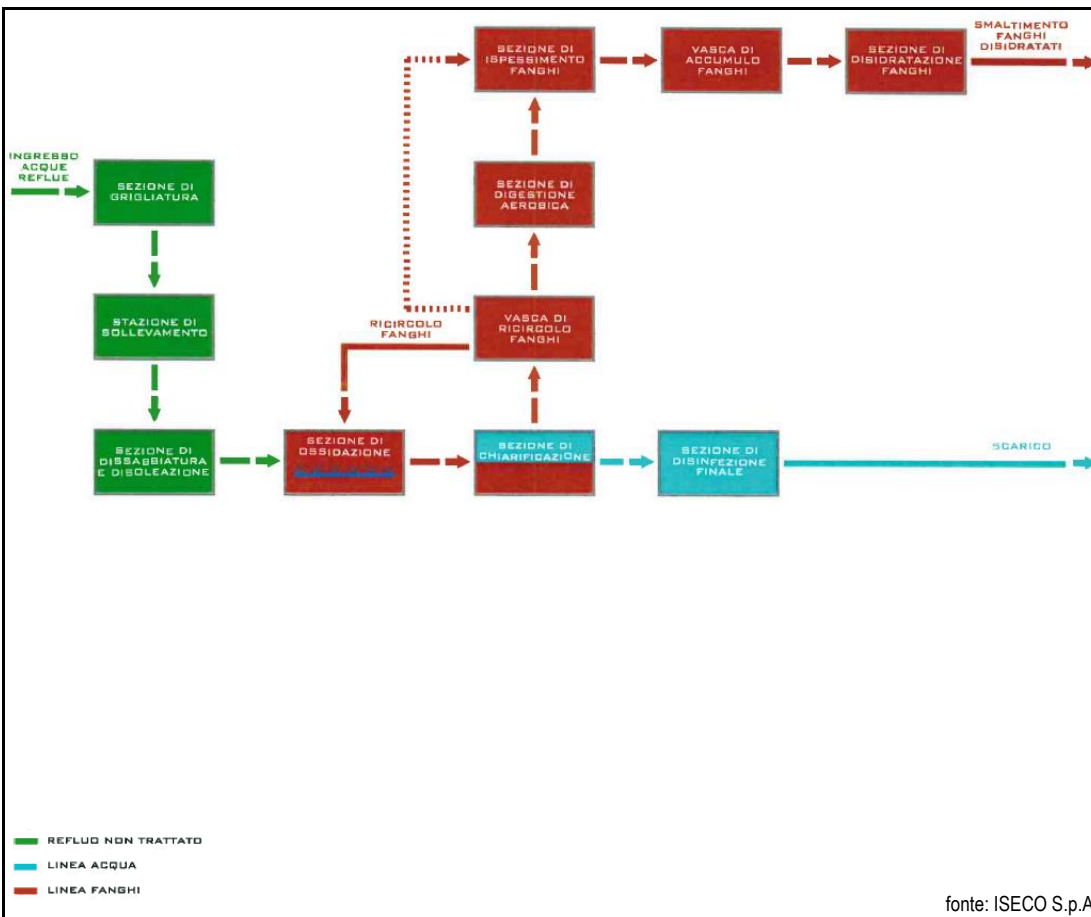 SMALTIMENTO
FANGHI
DISIDRATATI
SEZIONE DI
ISPESSIMENTO
FANGHI
VASCA DI
ACCUMULO
FANGHI
SEZIONE DI
DISIDRATAZIONE
FANGHI
INGRESSO
ACQUE
REFLUE
SEZIONE DI
GRIGLIATURA
SEZIONE DI
DIGESTIONE
AEROBICA
STAZIONE DI
SOLLEVAMENTO
RICIRCOLO
FANGHI
VASCA DI
RICIRCOLO
FANGHI
SEZIONE DI
DISSABBIATURA
E DISOLEAZIONE
SEZIONE DI
OSSIDAZIONE
SEZIONE DI
CHIARIFICAZIONE
SEZIONE DI
DISINFEZIONE
FINALE
SCARICO
REFLUO NON TRATTATO
LINEA ACQUA
LINEA FANGHI
fonte: ISECO S.p.A